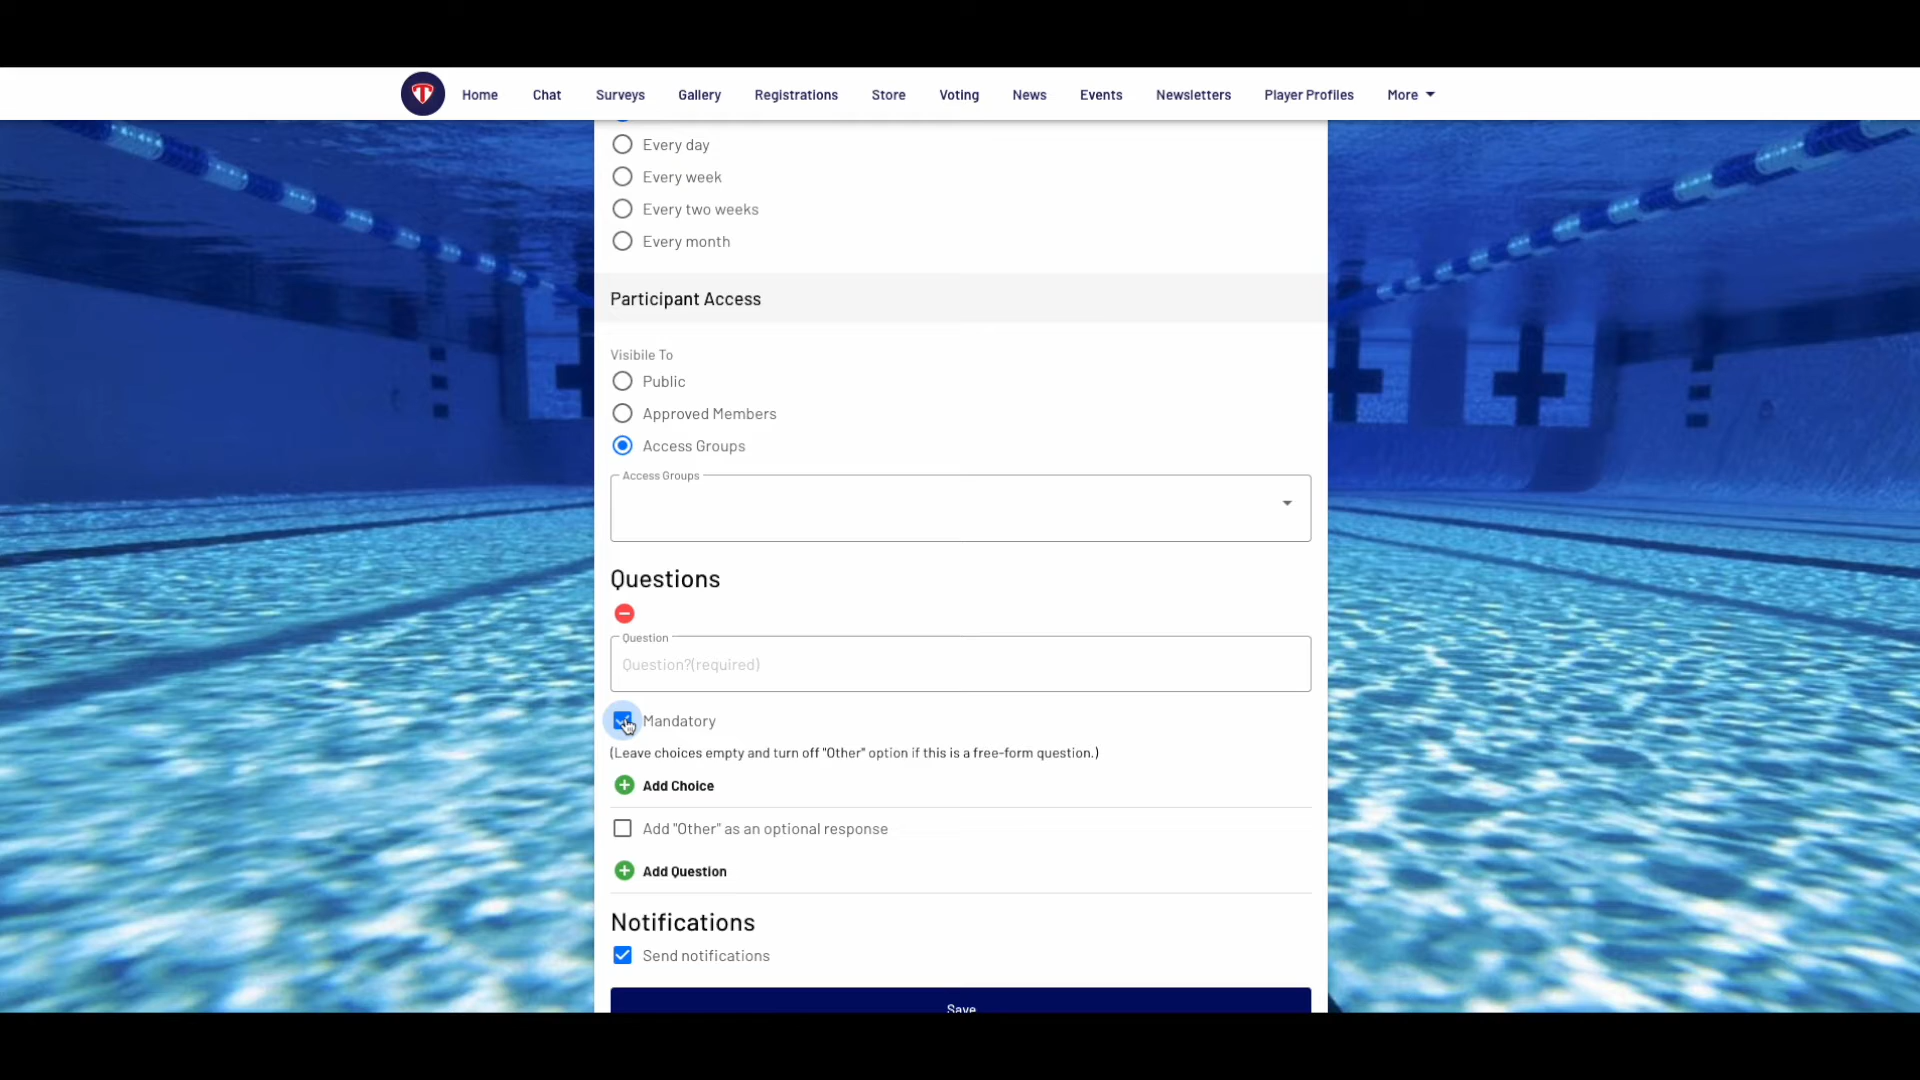 Home Chat Surveys Gallery Registrations Store Voting News Events Newsletters Player Profiles More
Every day
Every week
Every two weeks
Every month
Participant Access
Visibile To
Public
Approved Members
Access Groups
Access Groups
Questions
Question
Question?(required)
Mandatory
(Leave choices empty and turn off "Other" option if this is a free-form question.)
Add Choice
Add "Other" as an optional response
Add Question
Notifications
Send notifications
Save